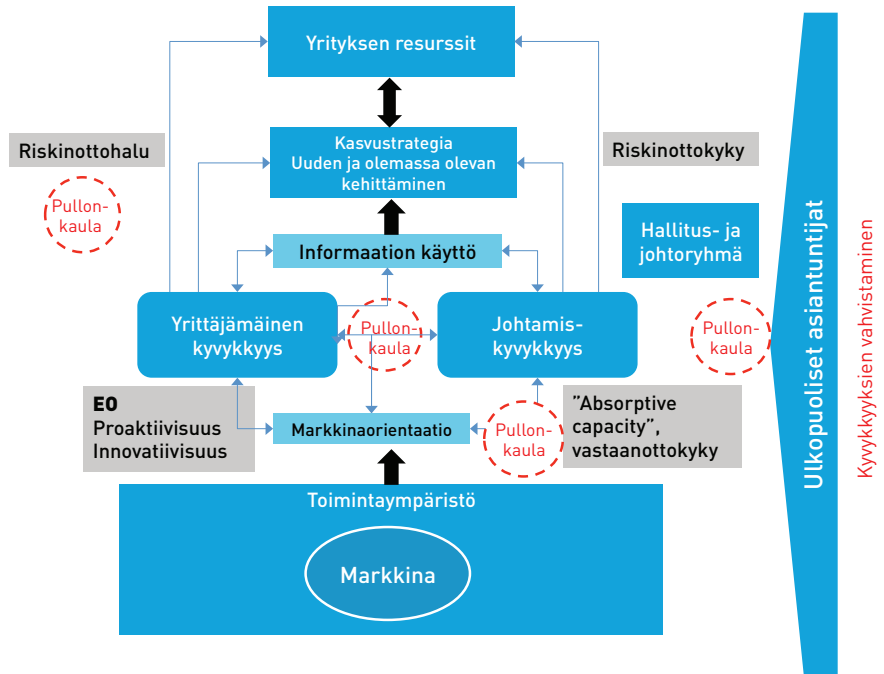 Yrityksen resurssit
Riskinottohalu
Pullon-
kaula
Kasvustrategia
Uuden ja olemassa olevan
kehittäminen
Riskinottokyky
Hallitus- ja
johtoryhmä
Informaation käyttö
Yrittäjämäinen
kyvykkyys
Pullon-
kaula
Johtamis-
kyvykkyys
Pullon-
kaula
EO
Proaktiivisuus
Innovatiivisuus
Markkinaorientaatio
Pullon-
kaula
”Absorptive
capacity”,
vastaanottokyky
Toimintaympäristö
Markkina
Ulkopuoliset asiantuntijat
Kyvykkyyksien vahvistaminen